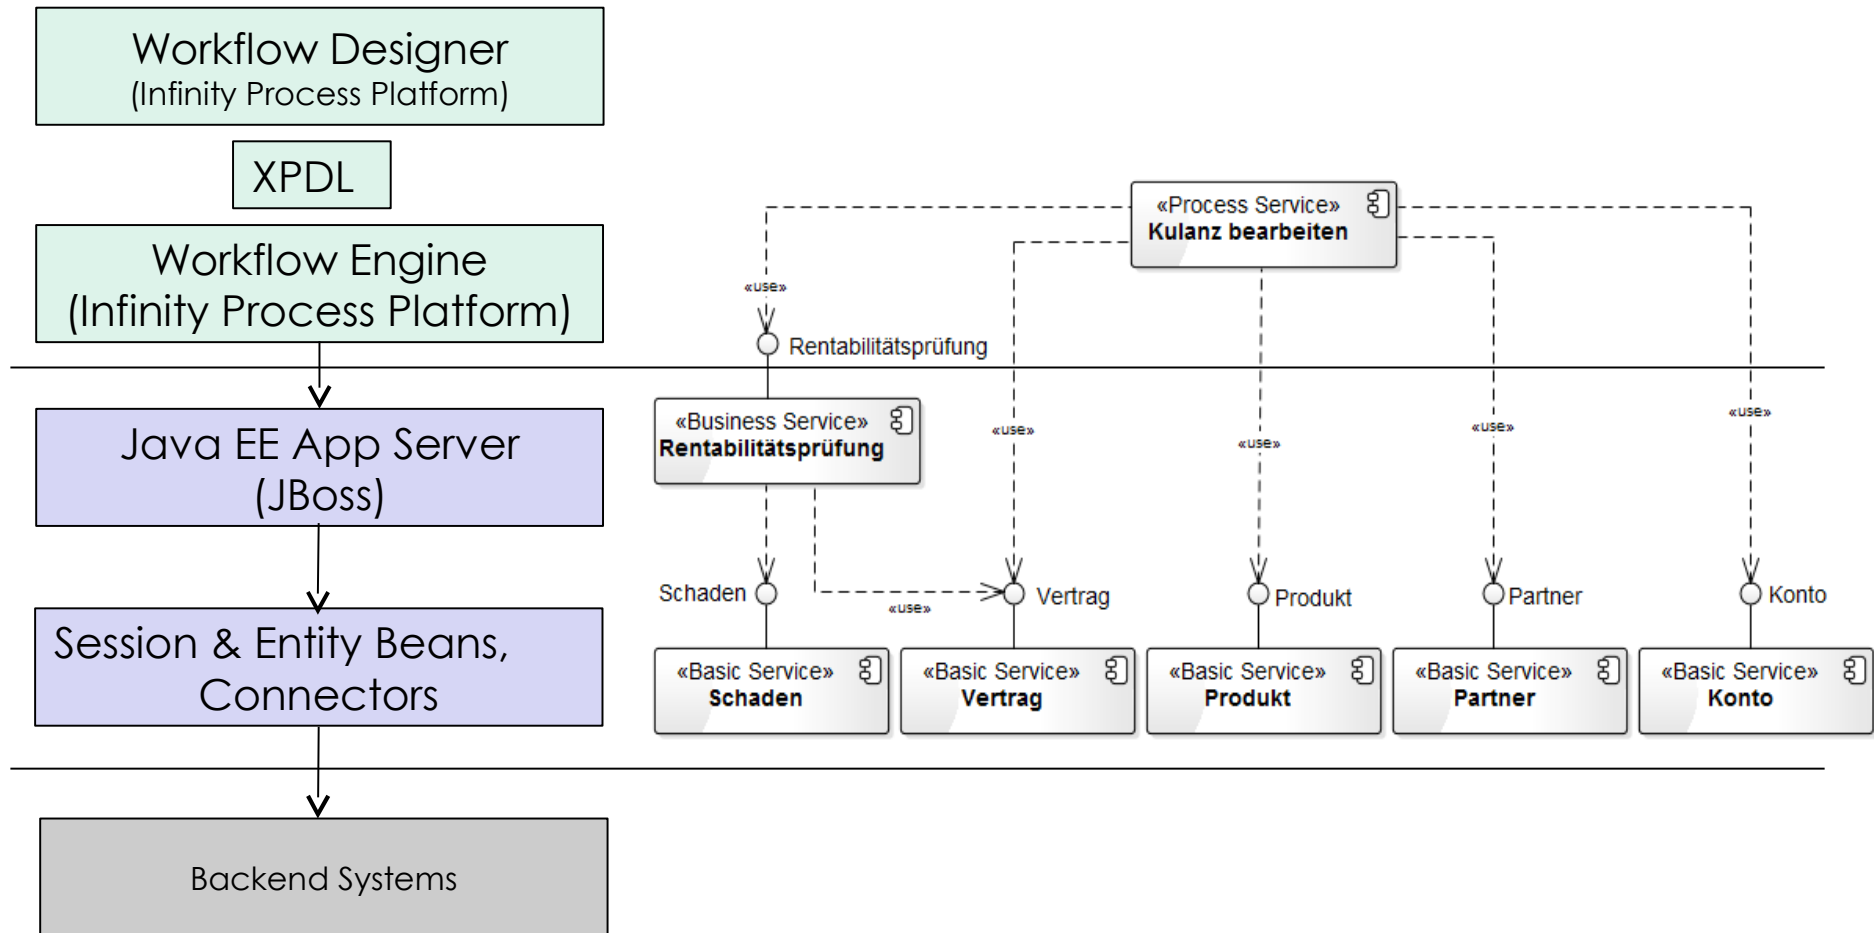 Workflow Designer
(Infinity Process Platform)
XPDL
Workflow Engine
(Infinity Process Platform)
Java EE App Server
(JBoss)
Session & Entity Beans,
Connectors
Backend Systems
«Process Service»
Kulanz bearbeiten
«use»
Rentabilitätsprüfung
«Business Service»
Rentabilitätsprüfung
«use»
«use»
«use»
«use»
Schaden
«use»
Vertrag
Produkt
Partner
Konto
«Basic Service»
Schaden
«Basic Service»
Vertrag
«Basic Service»
Produkt
«Basic Service»
Partner
«Basic Service»
Konto